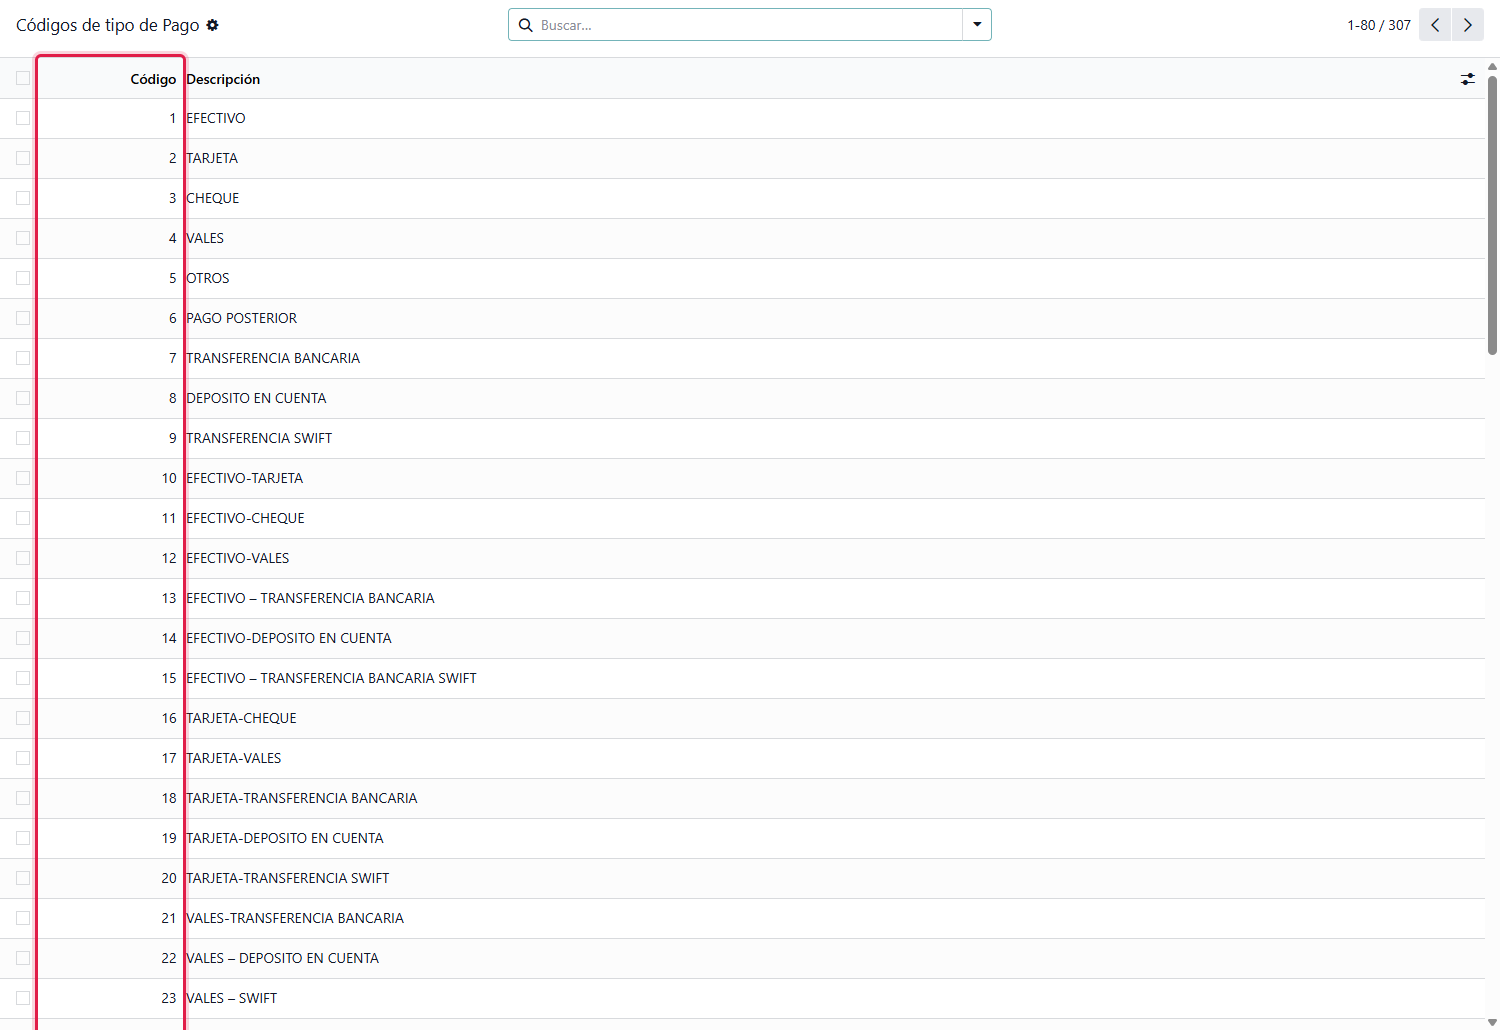 Códigos de tipo de Pago
Buscar...
1-80 / 307
Código Descripción
1 EFECTIVO
2 TARJETA
3 CHEQUE
4 VALES
5 OTROS
6 PAGO POSTERIOR
7 TRANSFERENCIA BANCARIA
8 DEPOSITO EN CUENTA
9 TRANSFERENCIA SWIFT
10 EFECTIVO-TARJETA
11 EFECTIVO-CHEQUE
12 EFECTIVO-VALES
13 EFECTIVO – TRANSFERENCIA BANCARIA
14 EFECTIVO-DEPOSITO EN CUENTA
15 EFECTIVO – TRANSFERENCIA BANCARIA SWIFT
16 TARJETA-CHEQUE
17 TARJETA-VALES
18 TARJETA-TRANSFERENCIA BANCARIA
19 TARJETA-DEPOSITO EN CUENTA
20 TARJETA-TRANSFERENCIA SWIFT
21 VALES-TRANSFERENCIA BANCARIA
22 VALES – DEPOSITO EN CUENTA
23 VALES – SWIFT